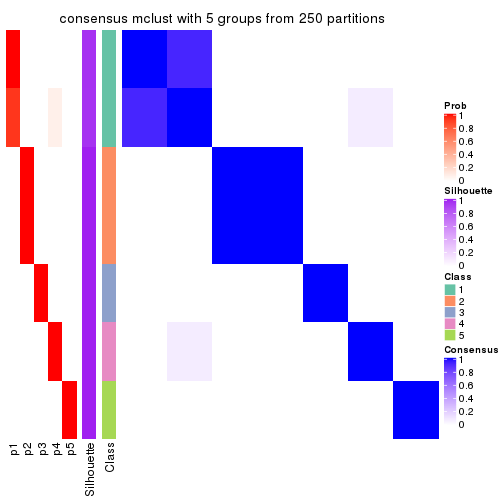 consensus mclust with 5 groups from 250 partitions
Prob
1
0.8
0.6
0.4
0.2
0
Silhouette
1
0.8
0.6
0.4
0.2
0
Class
1
2
3
4
5
Consensus
1
0.8
0.6
0.4
0.2
0
p1
p2
p3
p4
p5
Silhouette
Class